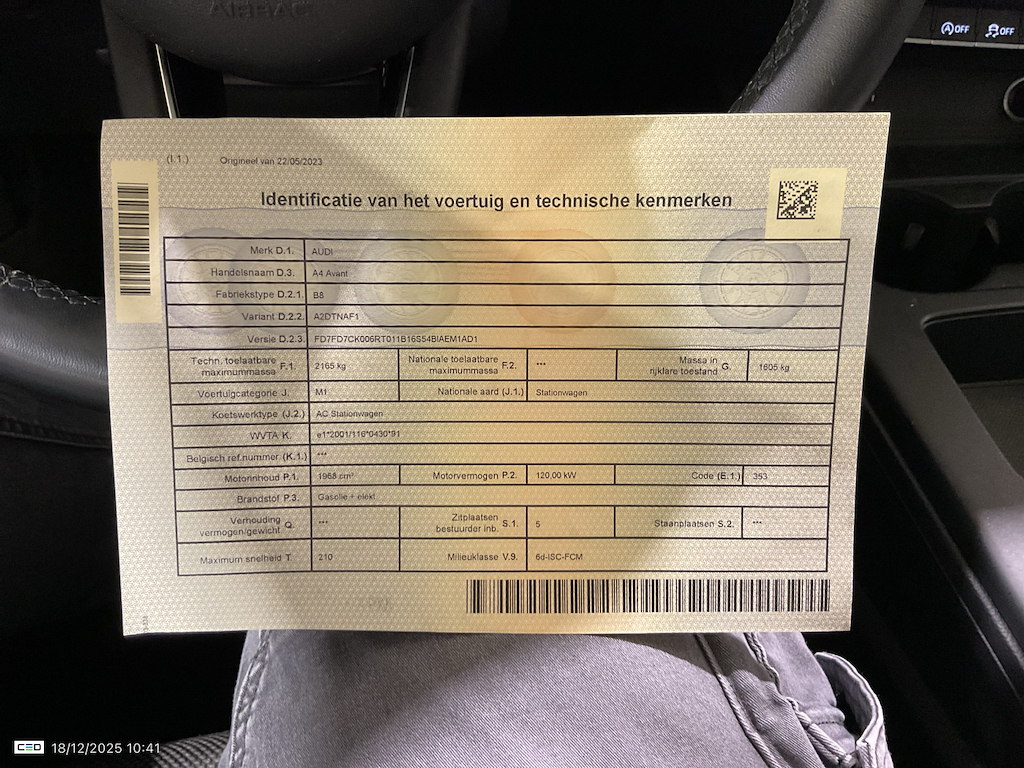 AIRBAG
OFF
OFF
(I.1.) Origineel van 22/05/2023
Identificatie van het voertuig en technische kenmerken
Merk D.1. AUDI
Handelsnaam D.3. A4 Avant
Fabriekstype D.2.1. B8
Variant D.2.2. A2DTNAF1
Versie D.2.3. FD7FD7CK006RT011B16S54BIAEM1AD1
Techn. toelaatbare maximummassa F.1. 2165 kg Nationale toelaatbare maximummassa F.2. *** Massa in rijklare toestand G. 1605 kg
Voertuigcategorie J. M1 Nationale aard (J.1.) Stationwagen
Koetswerktype (J.2.) AC Stationwagen
WVTA K. e1*2001/116*0430*91
Belgisch ref.nummer (K.1.) ***
Motorinhoud P.1. 1968 cm³ Motorvermogen P.2. 120,00 kW Code (E.1.) 353
Brandstof P.3. Gasolie + elekt
Verhouding vermogen/gewicht Q. *** Zitplaatsen bestuurder inb. S.1. 5 Staanplaatsen S.2. ***
Maximum snelheid T. 210 Milieuklasse V.9. 6d-ISC-FCM
CEO 18/12/2025 10:41